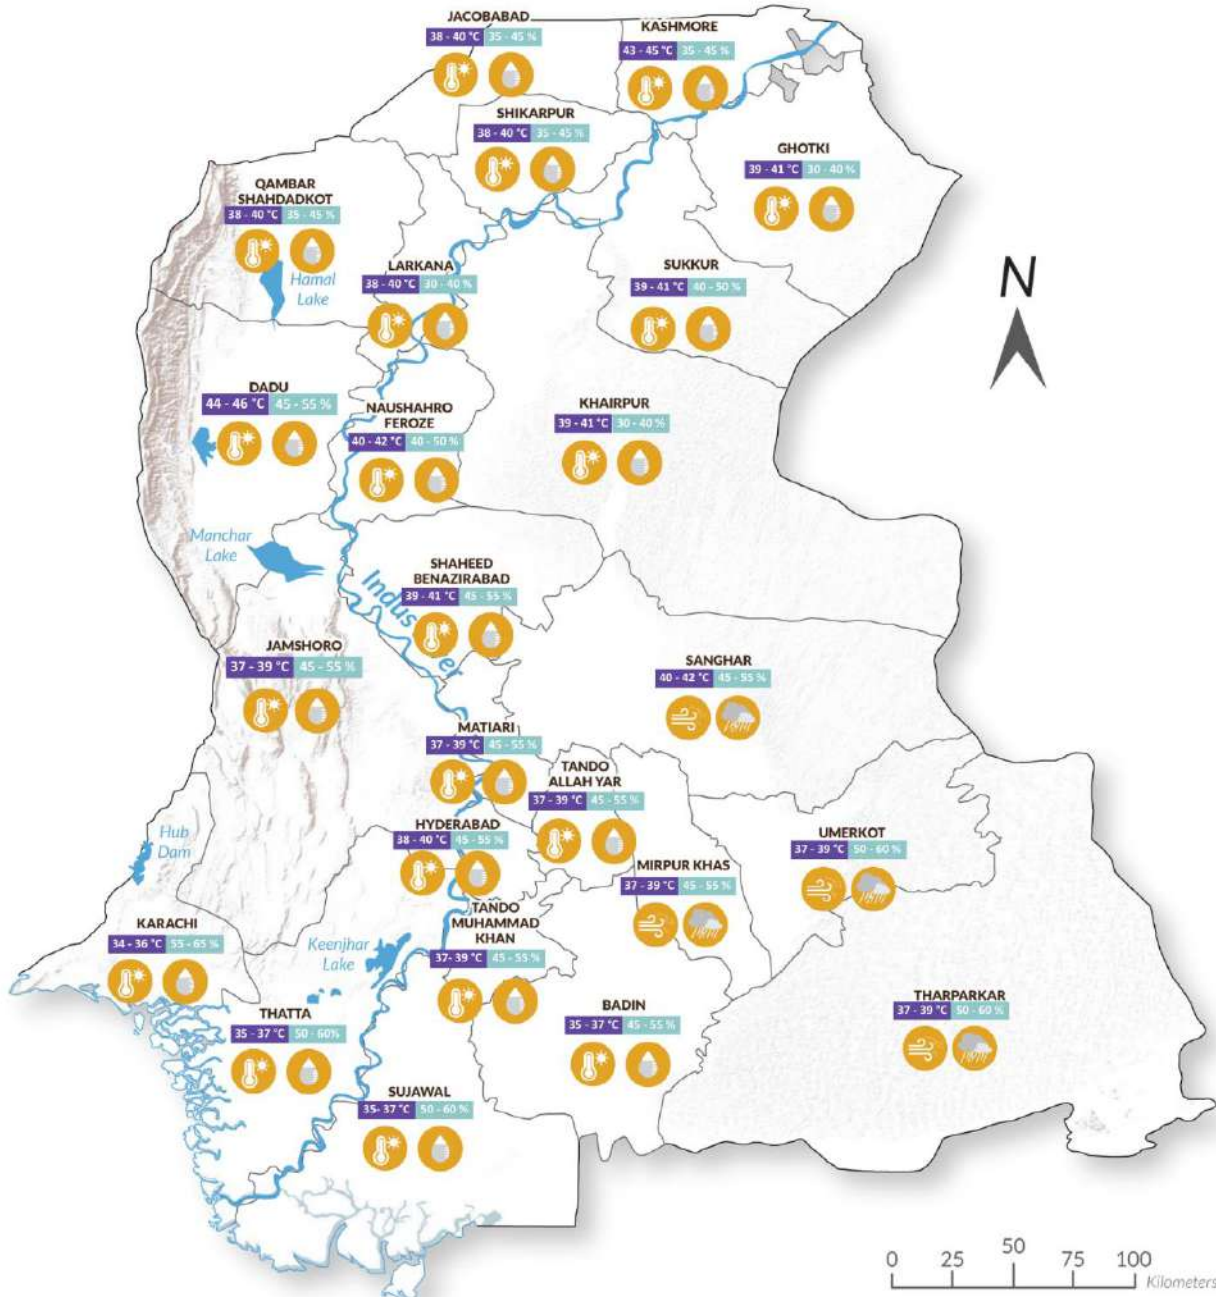 JACOBABAD
38 - 40 °C 35 - 45 %
KASHMORE
43 - 45 °C 35 - 45 %
SHIKARPUR
38 - 40 °C 35 - 45 %
GHOTKI
39 - 41 °C 30 - 40 %
QAMBAR
SHAHDADKOT
38 - 40 °C 35 - 45 %
Hamal
Lake
LARKANA
38 - 40 °C 30 - 40 %
SUKKUR
39 - 41 °C 40 - 50 %
N
DADU
44 - 46 °C 45 - 55 %
NAUSHAHRO
FEROZE
40 - 42 °C 40 - 50 %
KHAIRPUR
39 - 41 °C 30 - 40 %
Manchar
Lake
SHAHEED
BENAZIRABAD
39 - 41 °C 45 - 55 %
Indus
JAMSHORO
37 - 39 °C 45 - 55 %
SANGHAR
40 - 42 °C 45 - 55 %
MATIARI
37 - 39 °C 45 - 55 %
TANDO
ALLAH YAR
37 - 39 °C 45 - 55 %
HYDERABAD
38 - 40 °C 45 - 55 %
UMERKOT
37 - 39 °C 50 - 60 %
Hub
Dam
MIRPUR KHAS
37 - 39 °C 45 - 55 %
KARACHI
34 - 36 °C 55 - 65 %
Keenjhar
Lake
TANDO
MUHAMMAD
KHAN
37- 39 °C 45 - 55 %
THATTA
35 - 37 °C 50 - 60%
BADIN
35 - 37 °C 45 - 55 %
THARPARKAR
37 - 39 °C 50 - 60 %
SUJAWAL
35- 37 °C 50 - 60 %
0 25 50 75 100
Kilometers